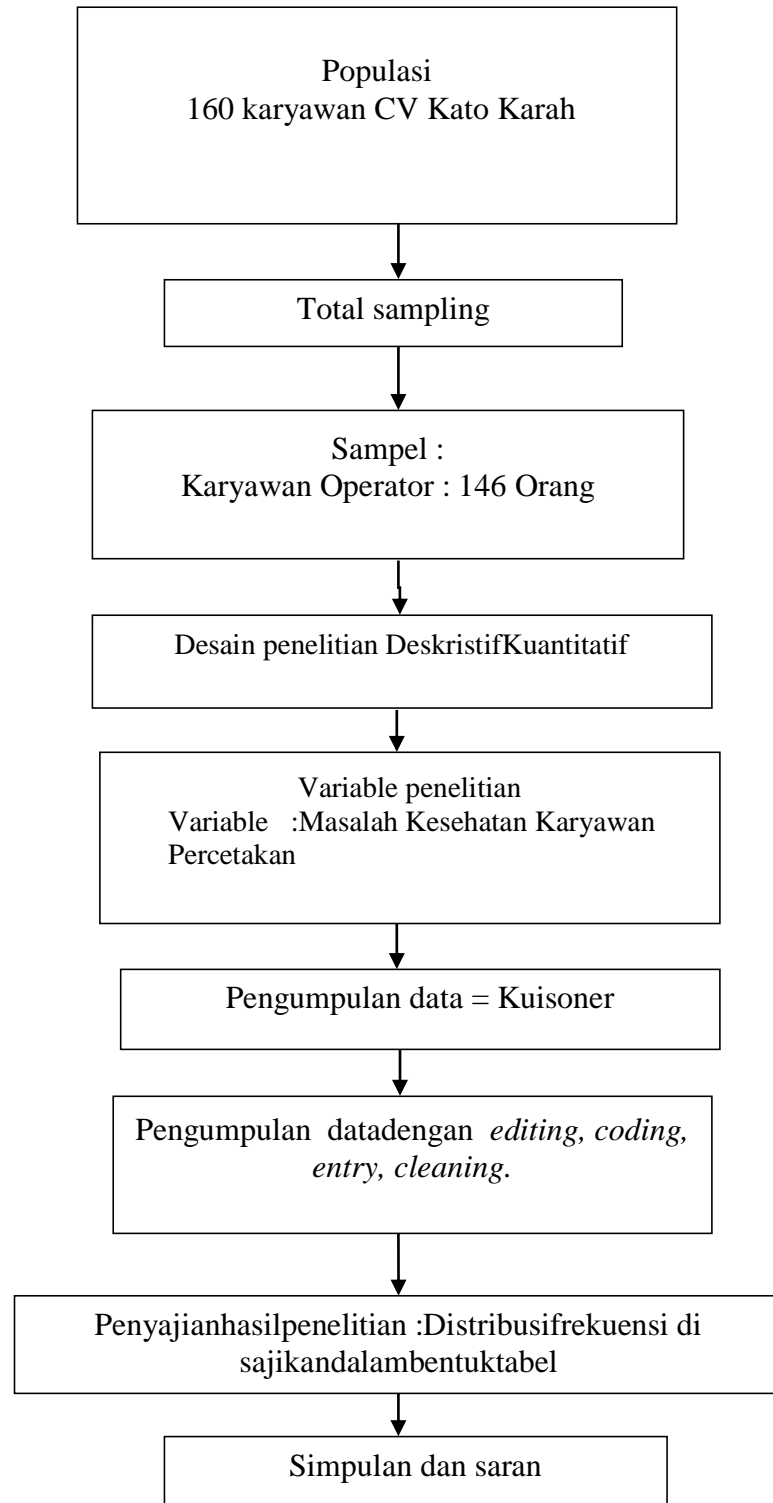 Populasi
160 karyawan CV Kato Karah
Total sampling
Sampel :
Karyawan Operator : 146 Orang
Desain penelitian DeskristifKuantitatif
Variable penelitian
Variable :Masalah Kesehatan Karyawan
Percetakan
Pengumpulan data = Kuisoner
Pengumpulan datadengan editing, coding,
entry, cleaning.
Penyajianhasilpenelitian :Distribusifrekuensi di
sajikandalambentuktabel
Simpulan dan saran